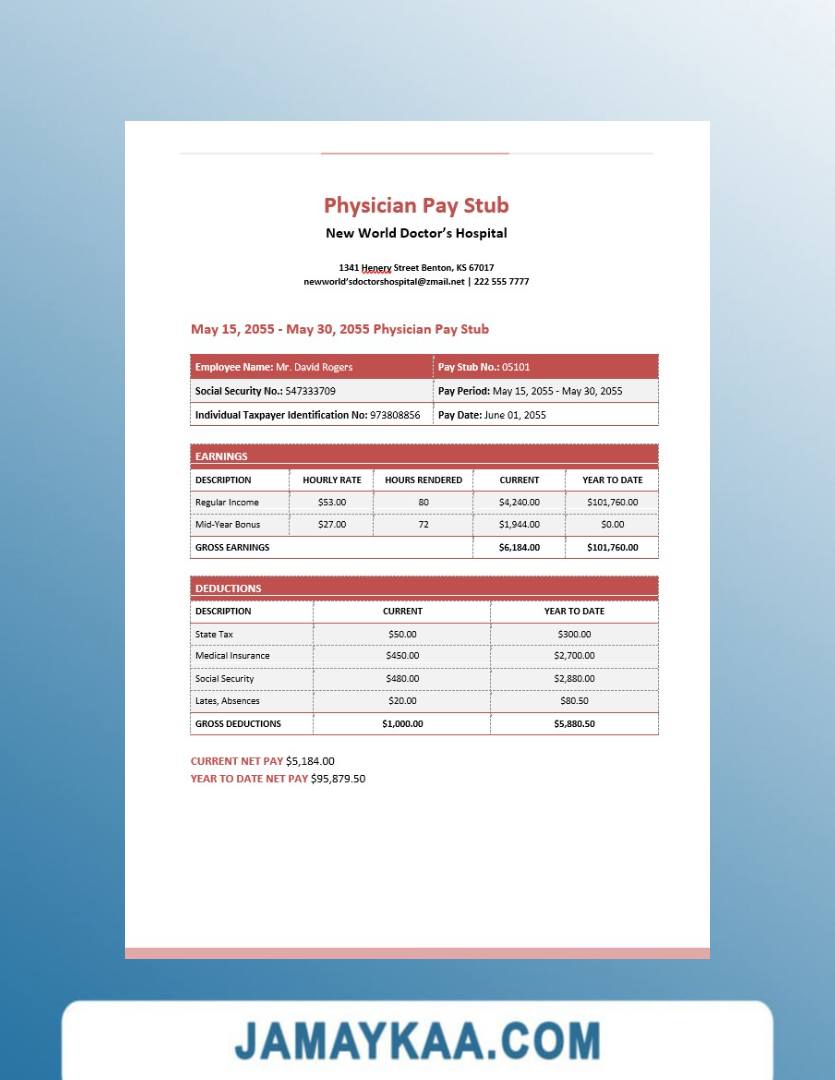 Physician Pay Stub
New World Doctor's Hospital
1341 Henery Street Benton, KS 67017
newworld'sdoctorshospital@zmail.net | 222 555 7777
May 15, 2055 - May 30, 2055 Physician Pay Stub
Employee Name: Mr. David Rogers Pay Stub No.: 05101
Social Security No.: 547333709 Pay Period: May 15, 2055 - May 30, 2055
Individual Taxpayer Identification No: 973808856 Pay Date: June 01, 2055
EARNINGS
DESCRIPTION HOURLY RATE HOURS RENDERED CURRENT YEAR TO DATE
Regular Income $53.00 80 $4,240.00 $101,760.00
Mid-Year Bonus $27.00 72 $1,944.00 $0.00
GROSS EARNINGS $6,184.00 $101,760.00
DEDUCTIONS
DESCRIPTION CURRENT YEAR TO DATE
State Tax $50.00 $300.00
Medical Insurance $450.00 $2,700.00
Social Security $480.00 $2,880.00
Lates, Absences $20.00 $80.50
GROSS DEDUCTIONS $1,000.00 $5,880.50
CURRENT NET PAY $5,184.00
YEAR TO DATE NET PAY $95,879.50
JAMAYKAA.COM